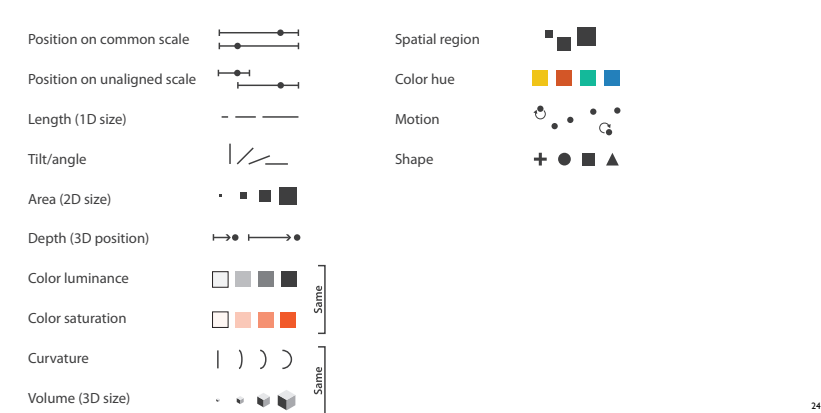 Position on common scale
Position on unaligned scale
Length (1D size)
Tilt/angle
Area (2D size)
Depth (3D position)
Color luminance
Color saturation
Same
Curvature
Volume (3D size)
Same
Spatial region
Color hue
Motion
Shape
24